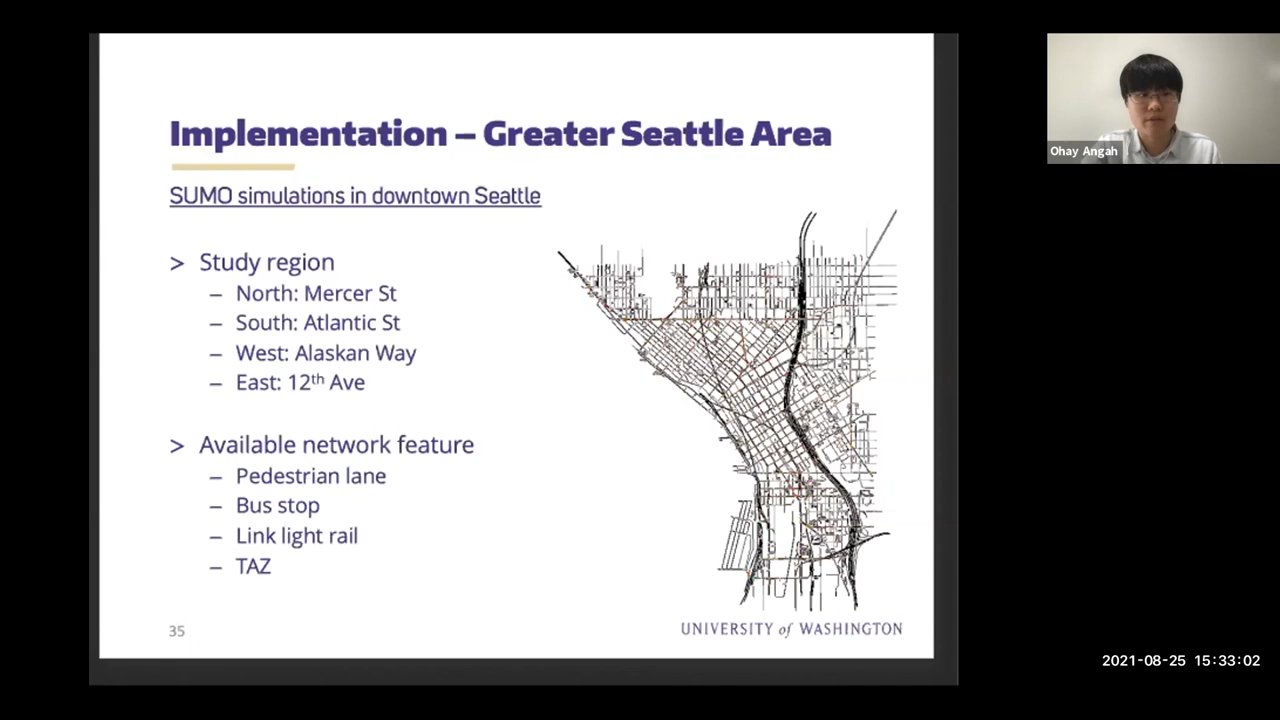 Implementation – Greater Seattle Area
SUMO simulations in downtown Seattle
> Study region
– North: Mercer St
– South: Atlantic St
– West: Alaskan Way
– East: 12th Ave
> Available network feature
– Pedestrian lane
– Bus stop
– Link light rail
– TAZ
35
UNIVERSITY of WASHINGTON
Ohay Angah
2021-08-25 15:33:02